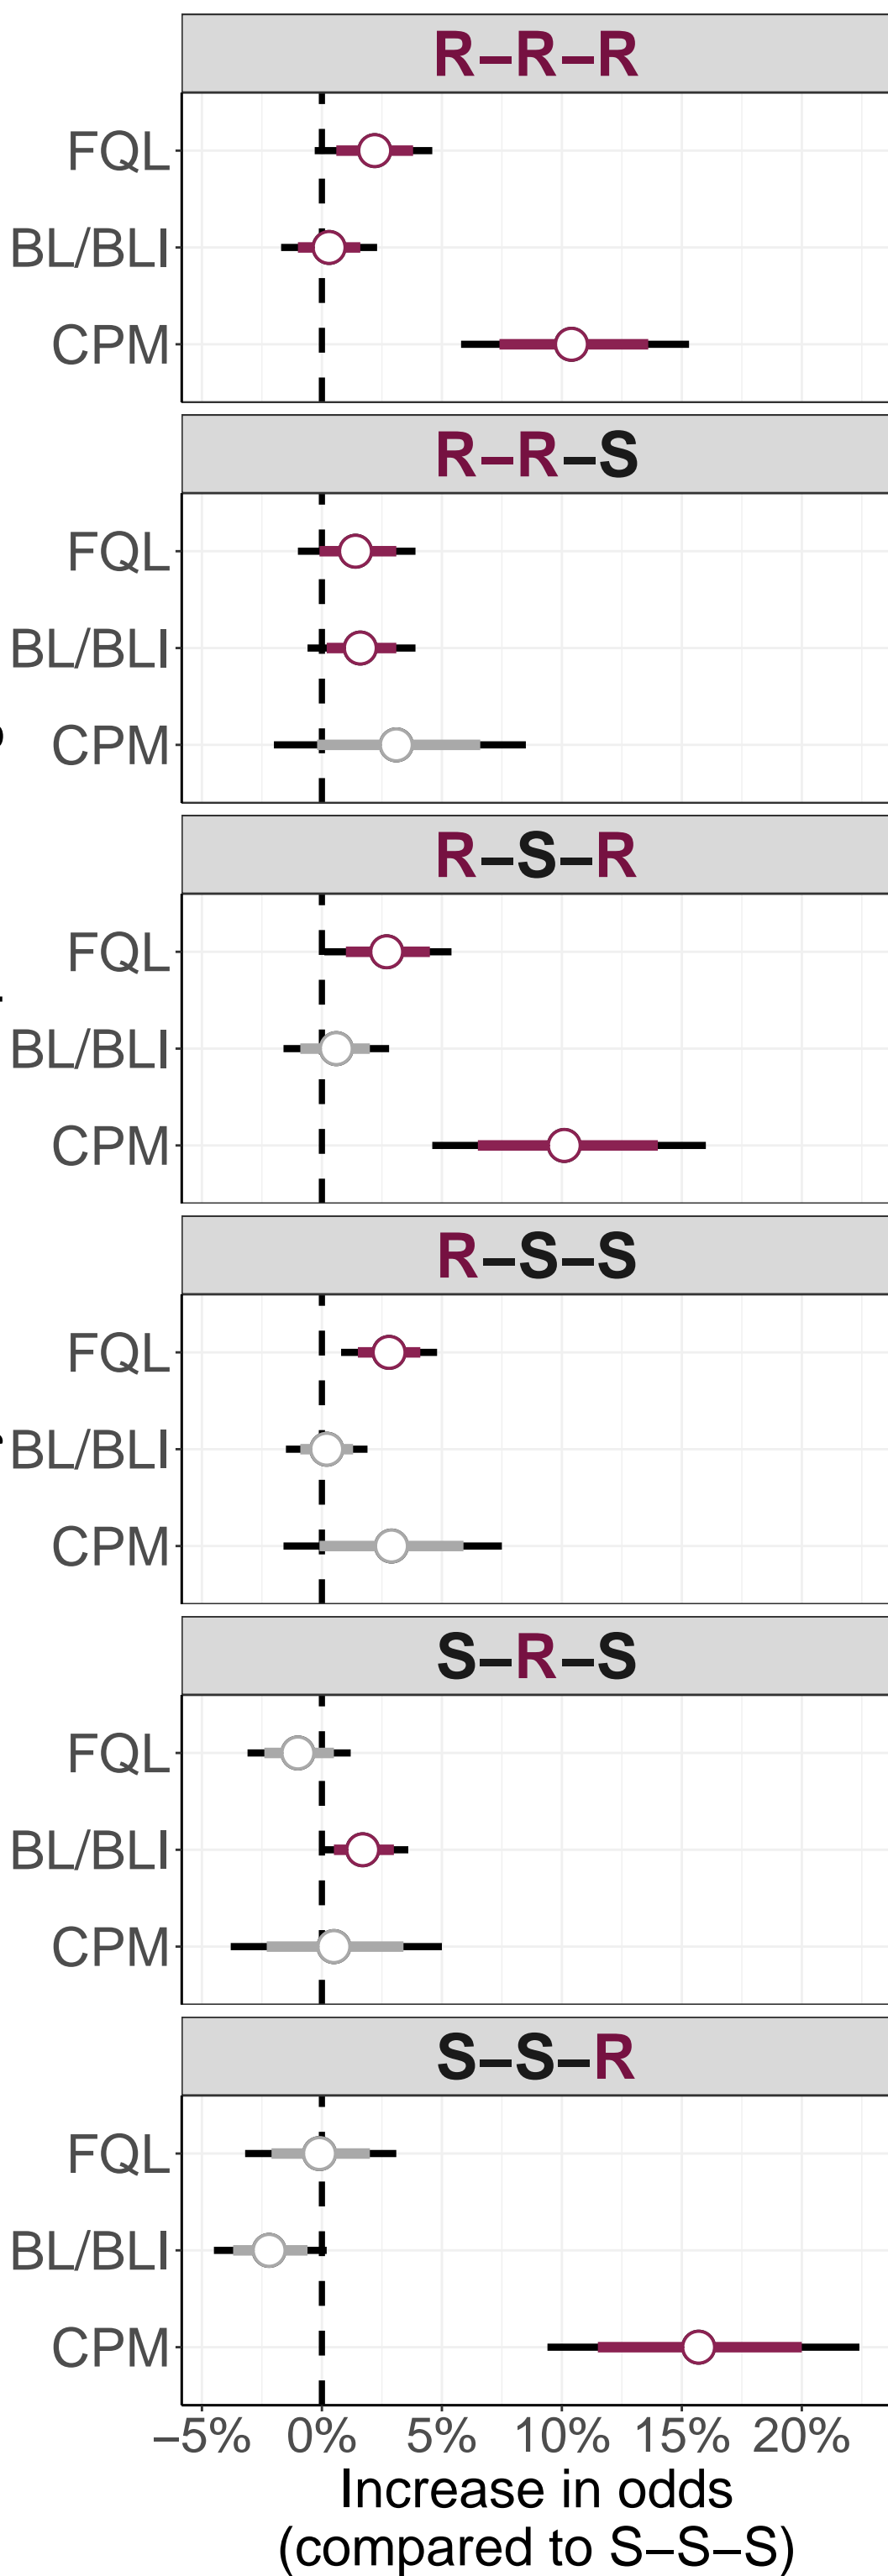 R–R–R
FQL
BL/BLI
CPM
R–R–S
FQL
BL/BLI
CPM
R–S–R
FQL
BL/BLI
CPM
R–S–S
FQL
BL/BLI
CPM
S–R–S
FQL
BL/BLI
CPM
S–S–R
FQL
BL/BLI
CPM
–5% 0% 5% 10% 15% 20%
Increase in odds
(compared to S–S–S)